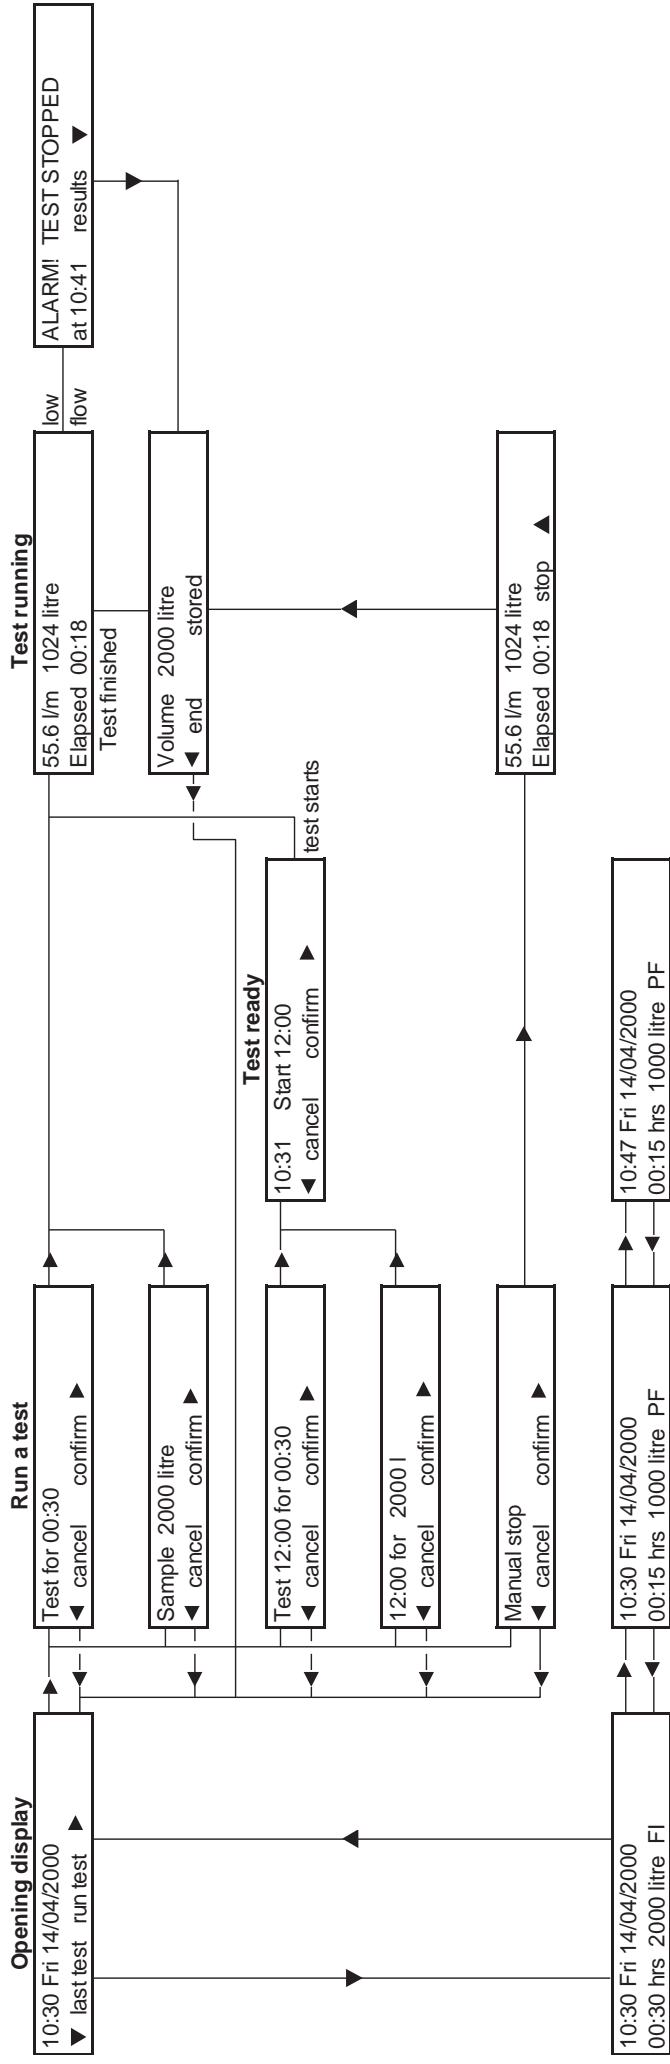 Opening display
10:30 Fri 14/04/2000
▼ last test run test ▶
Run a test
Test for 00:30
◀ cancel confirm ▶
Sample 2000 litre
◀ cancel confirm ▶
Test 12:00 for 00:30
◀ cancel confirm ▶
12:00 for 2000 l
◀ cancel confirm ▶
Manual stop
◀ cancel confirm ▶
Test ready
10:31 Start 12:00
◀ cancel confirm ▶
test starts
Test running
55.6 l/m 1024 litre
Elapsed 00:18
Test finished
Volume 2000 litre
◀ end stored
55.6 l/m 1024 litre
Elapsed 00:18 stop ▲
low
flow
ALARM! TEST STOPPED
at 10:41 results ▼
10:30 Fri 14/04/2000
00:30 hrs 2000 litre FI
10:30 Fri 14/04/2000
00:15 hrs 1000 litre PF
10:47 Fri 14/04/2000
00:15 hrs 1000 litre PF